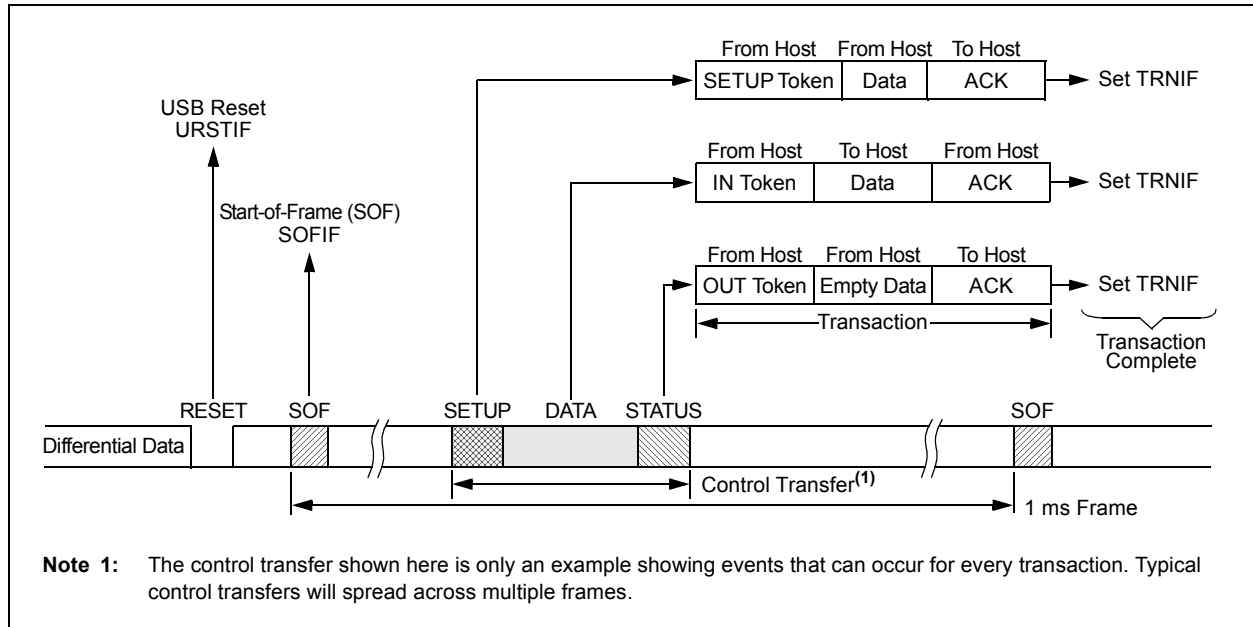 From Host From Host To Host
SETUP Token Data ACK Set TRNIF
USB Reset
URSTIF
From Host To Host From Host
IN Token Data ACK Set TRNIF
Start-of-Frame (SOF)
SOFIF
From Host From Host To Host
OUT Token Empty Data ACK Set TRNIF
Transaction
Transaction
Complete
RESET SOF SETUP DATA STATUS SOF
Differential Data
Control Transfer(1)
1 ms Frame
Note 1: The control transfer shown here is only an example showing events that can occur for every transaction. Typical
control transfers will spread across multiple frames.